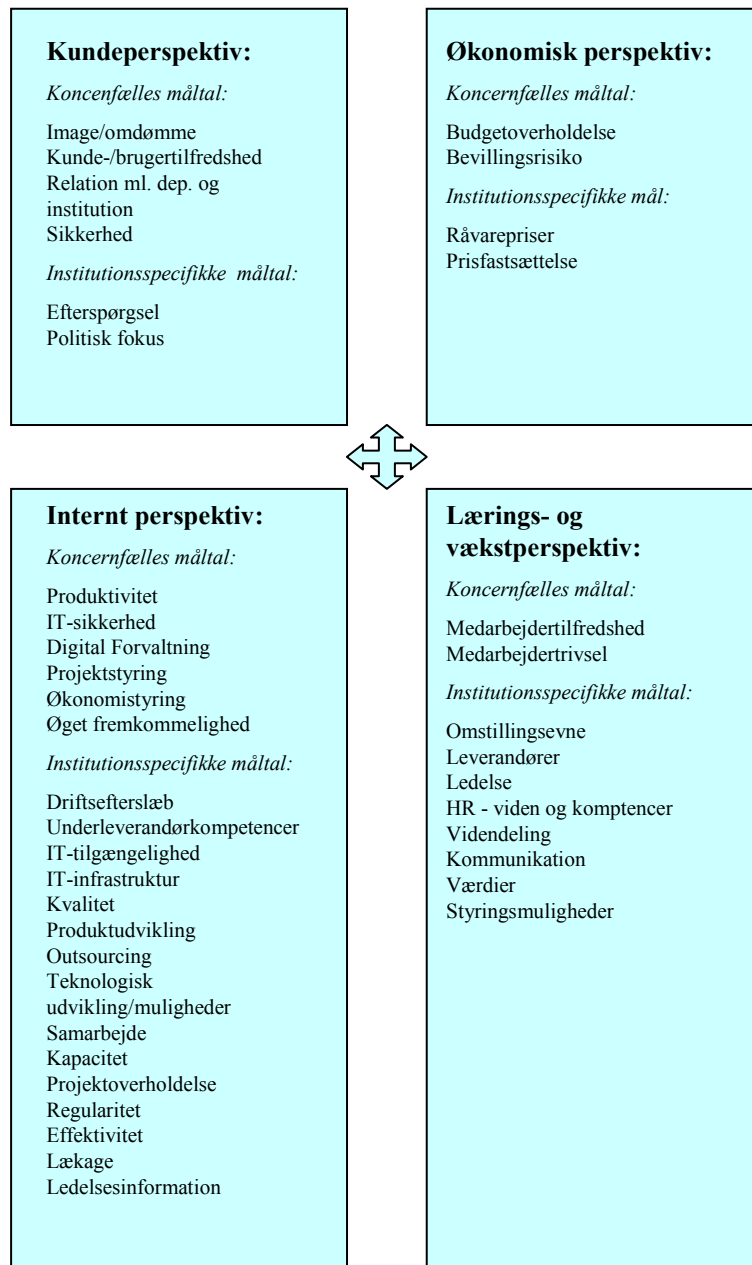 Kundeperspektiv:
Koncenfælles måltal:
Image/omdømme
Kunde-/brugertilfredshed
Relation ml. dep. og
institution
Sikkerhed
Institutionsspecifikke måltal:
Efterspørgsel
Politisk fokus
Økonomisk perspektiv:
Koncernfælles måltal:
Budgetoverholdelse
Bevillingsrisiko
Institutionsspecifikke mål:
Råvarepriser
Prisfastsættelse
Internt perspektiv:
Koncernfælles måltal:
Produktivitet
IT-sikkerhed
Digital Forvaltning
Projektstyring
Økonomistyring
Øget fremkommelighed
Institutionsspecifikke måltal:
Driftsefterslæb
Underleverandørkompetencer
IT-tilgængelighed
IT-infrastruktur
Kvalitet
Produktudvikling
Outsourcing
Teknologisk
udvikling/muligheder
Samarbejde
Kapacitet
Projektoverholdelse
Regularitet
Effektivitet
Lækage
Ledelsesinformation
Lærings- og
vækstperspektiv:
Koncernfælles måltal:
Medarbejdertilfredshed
Medarbejdertrivsel
Institutionsspecifikke måltal:
Omstillingsevne
Leverandører
Ledelse
HR - viden og komptencer
Videndeling
Kommunikation
Værdier
Styringsmuligheder